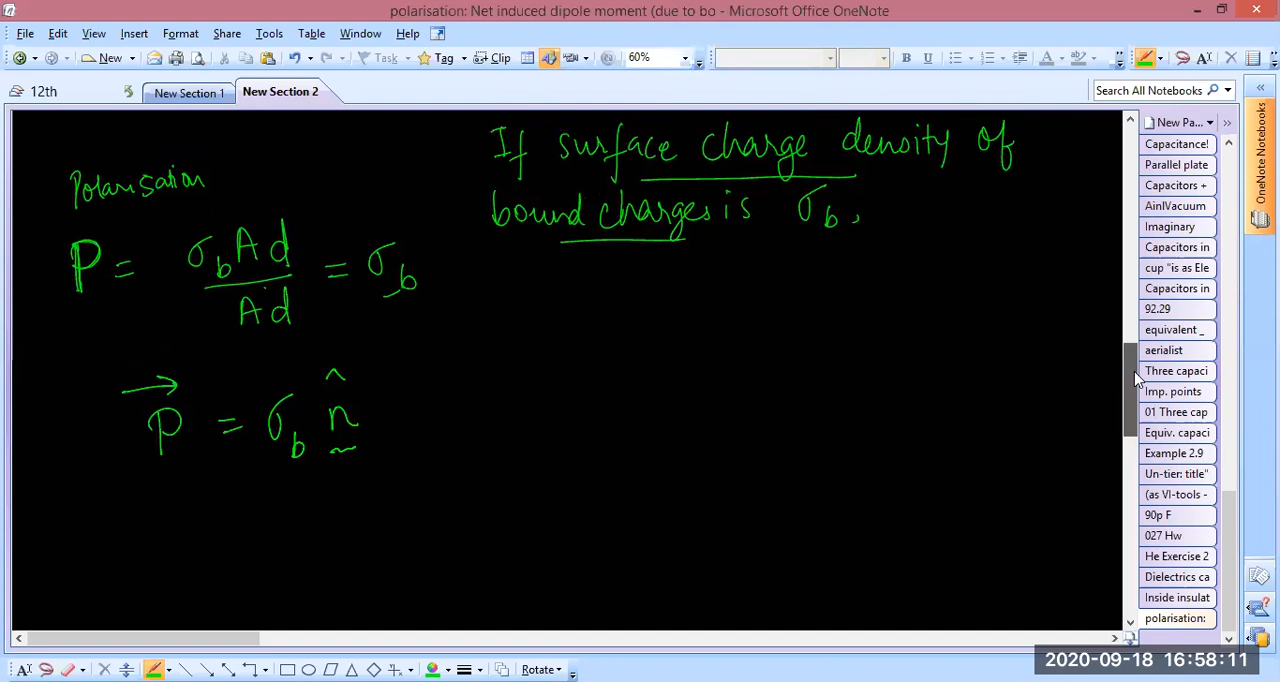 polarisation: Net induced dipole moment (due to bo - Microsoft Office OneNote
File Edit View Insert Format Share Tools Table Window Help
New Task Tag Clip 60% B U
12th New Section 1 New Section 2 Search All Notebooks
New Pa...
Capacitance!
Parallel plate
Capacitors +
AinlVacuum
Imaginary
Capacitors in
cup "is as Ele
Capacitors in
92.29
equivalent _
aerialist
Three capaci
Imp. points
01 Three cap
Equiv. capaci
Example 2.9
Un-tier: title"
(as VI-tools -
90p F
027 Hw
He Exercise 2
Dielectrics ca
Inside insulat
polarisation:
OneNote Notebooks
If surface charge density of
bound charges is σb,
Polarisation
P = σb Ad / Ad = σb
P⃗ = σb n̂
2020-09-18 16:58:11
Rotate